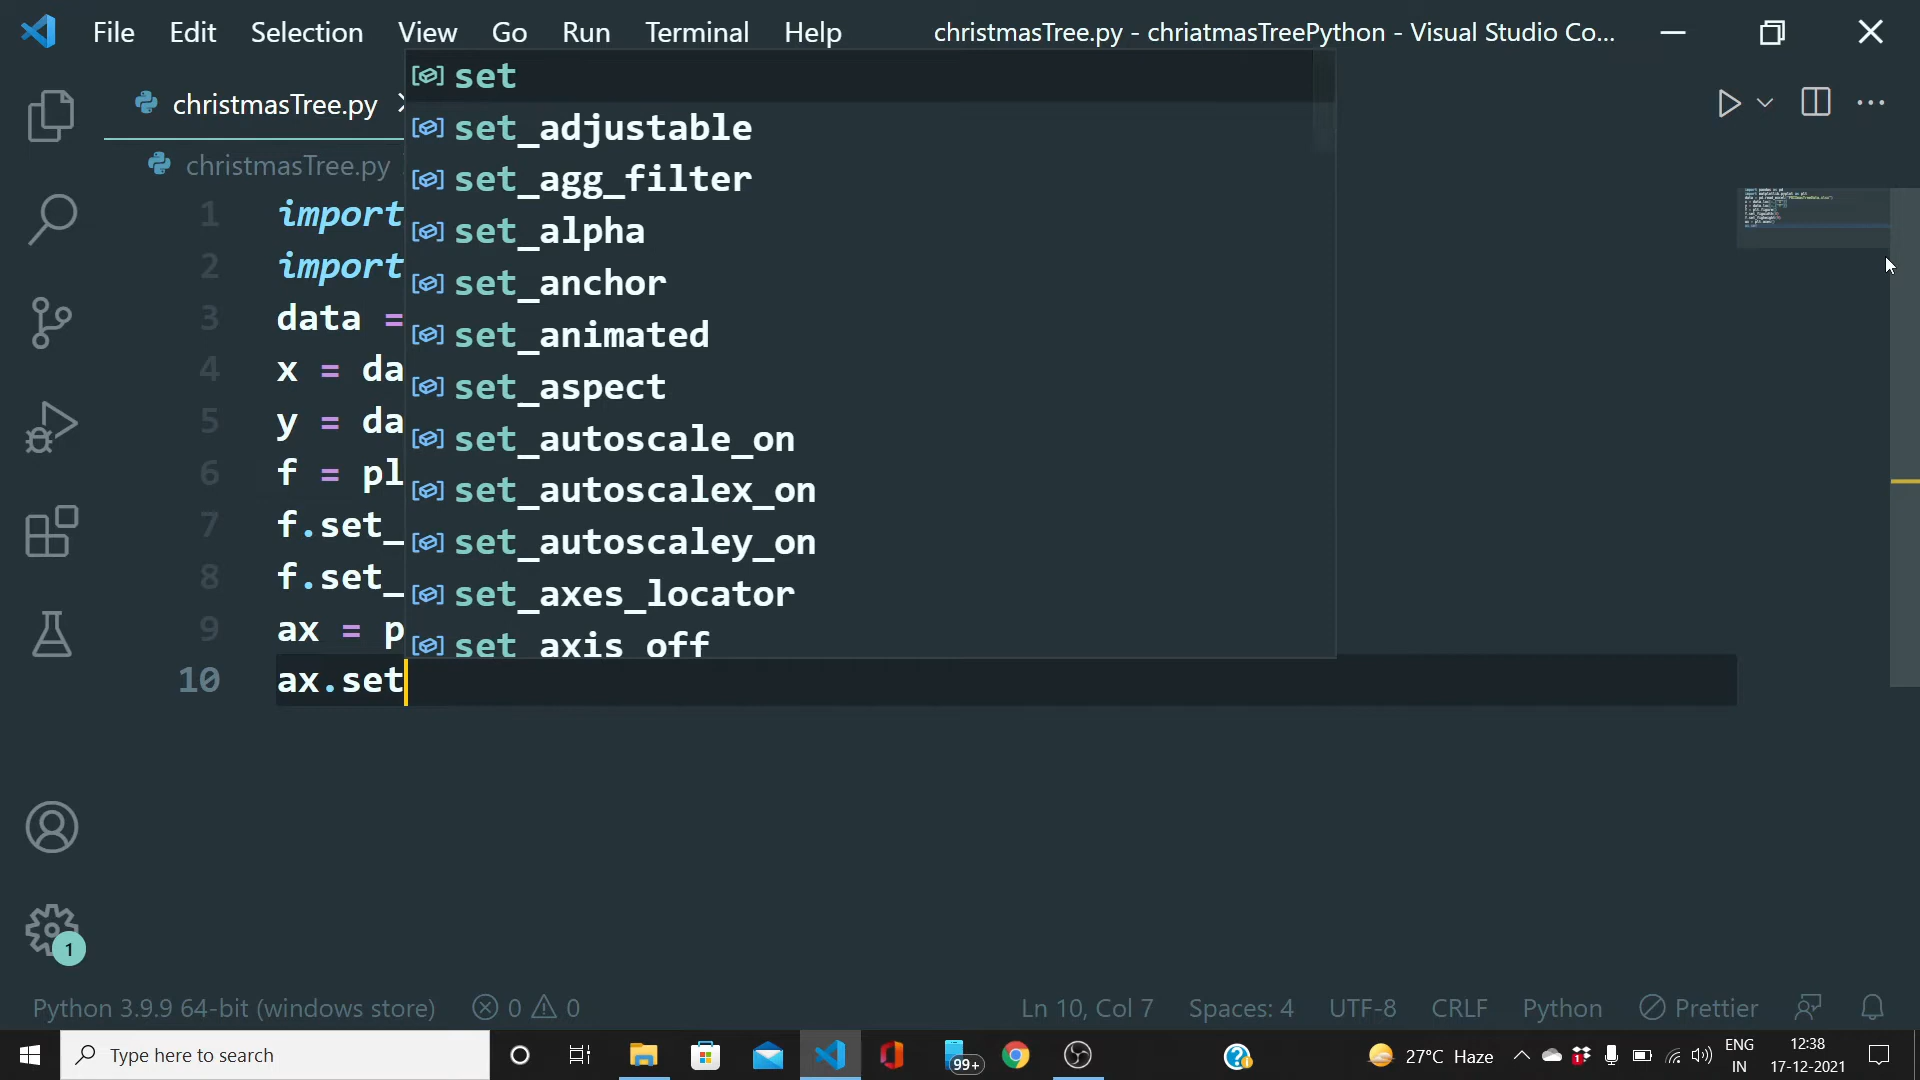 File Edit Selection View Go Run Terminal Help christmasTree.py - chriatmasTreePython - Visual Studio Co...
christmasTree.py
christmasTree.py
set
set_adjustable
set_agg_filter
set_alpha
set_anchor
set_animated
set_aspect
set_autoscale_on
set_autoscalex_on
set_autoscaley_on
set_axes_locator
set_axis_off
1 import
2 import
3 data =
4 x = da
5 y = da
6 f = pl
7 f.set_
8 f.set_
9 ax = p
10 ax.set
1
Python 3.9.9 64-bit (windows store) 0 0 Ln 10, Col 7 Spaces: 4 UTF-8 CRLF Python Prettier
Type here to search 99+ 27°C Haze ENG IN 12:38 17-12-2021